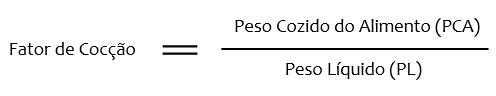 Peso Cozido do Alimento (PCA)
Fator de Cocção =
Peso Líquido (PL)